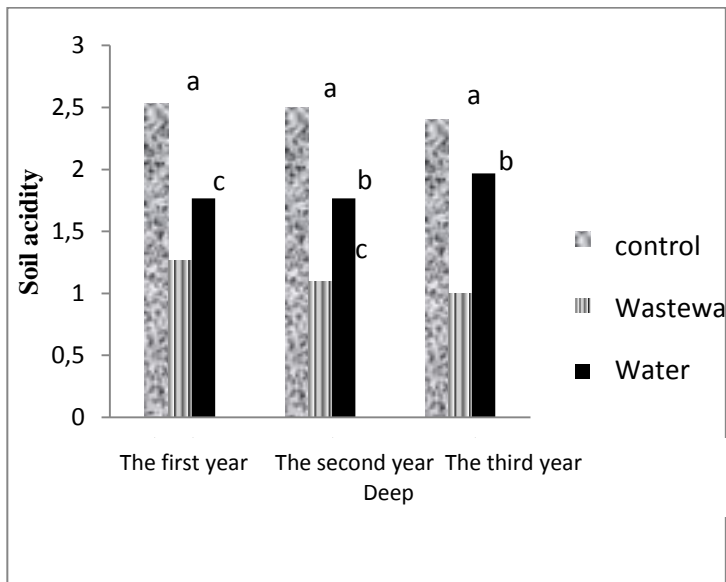 3
2,5
2
1,5
1
0,5
0
Soil acidity
a
a
a
c
b
b
c
control
Wastewa
Water
The first year
The second year
The third year
Deep